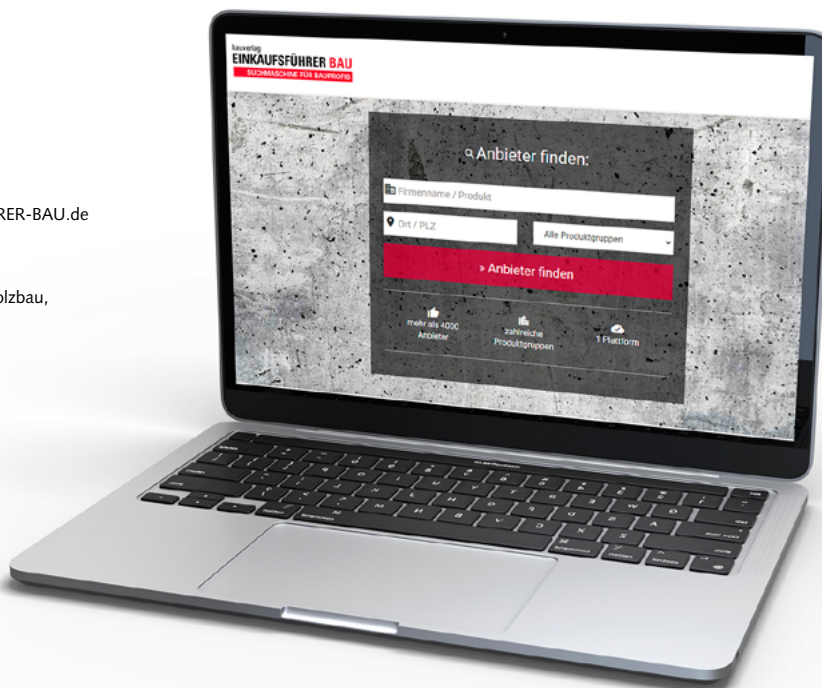 bauverlag
EINKAUFSFÜHRER BAU
SUCHMASCHINE FÜR BAUPROFIS
Anbieter finden:
Firmenname / Produkt
RER-BAU.de
Ort / PLZ
Alle Produktgruppen
» Anbieter finden
olzbau,
mehr als 4000
Anbieter
zahlreiche
Produktgruppen
1 Plattform